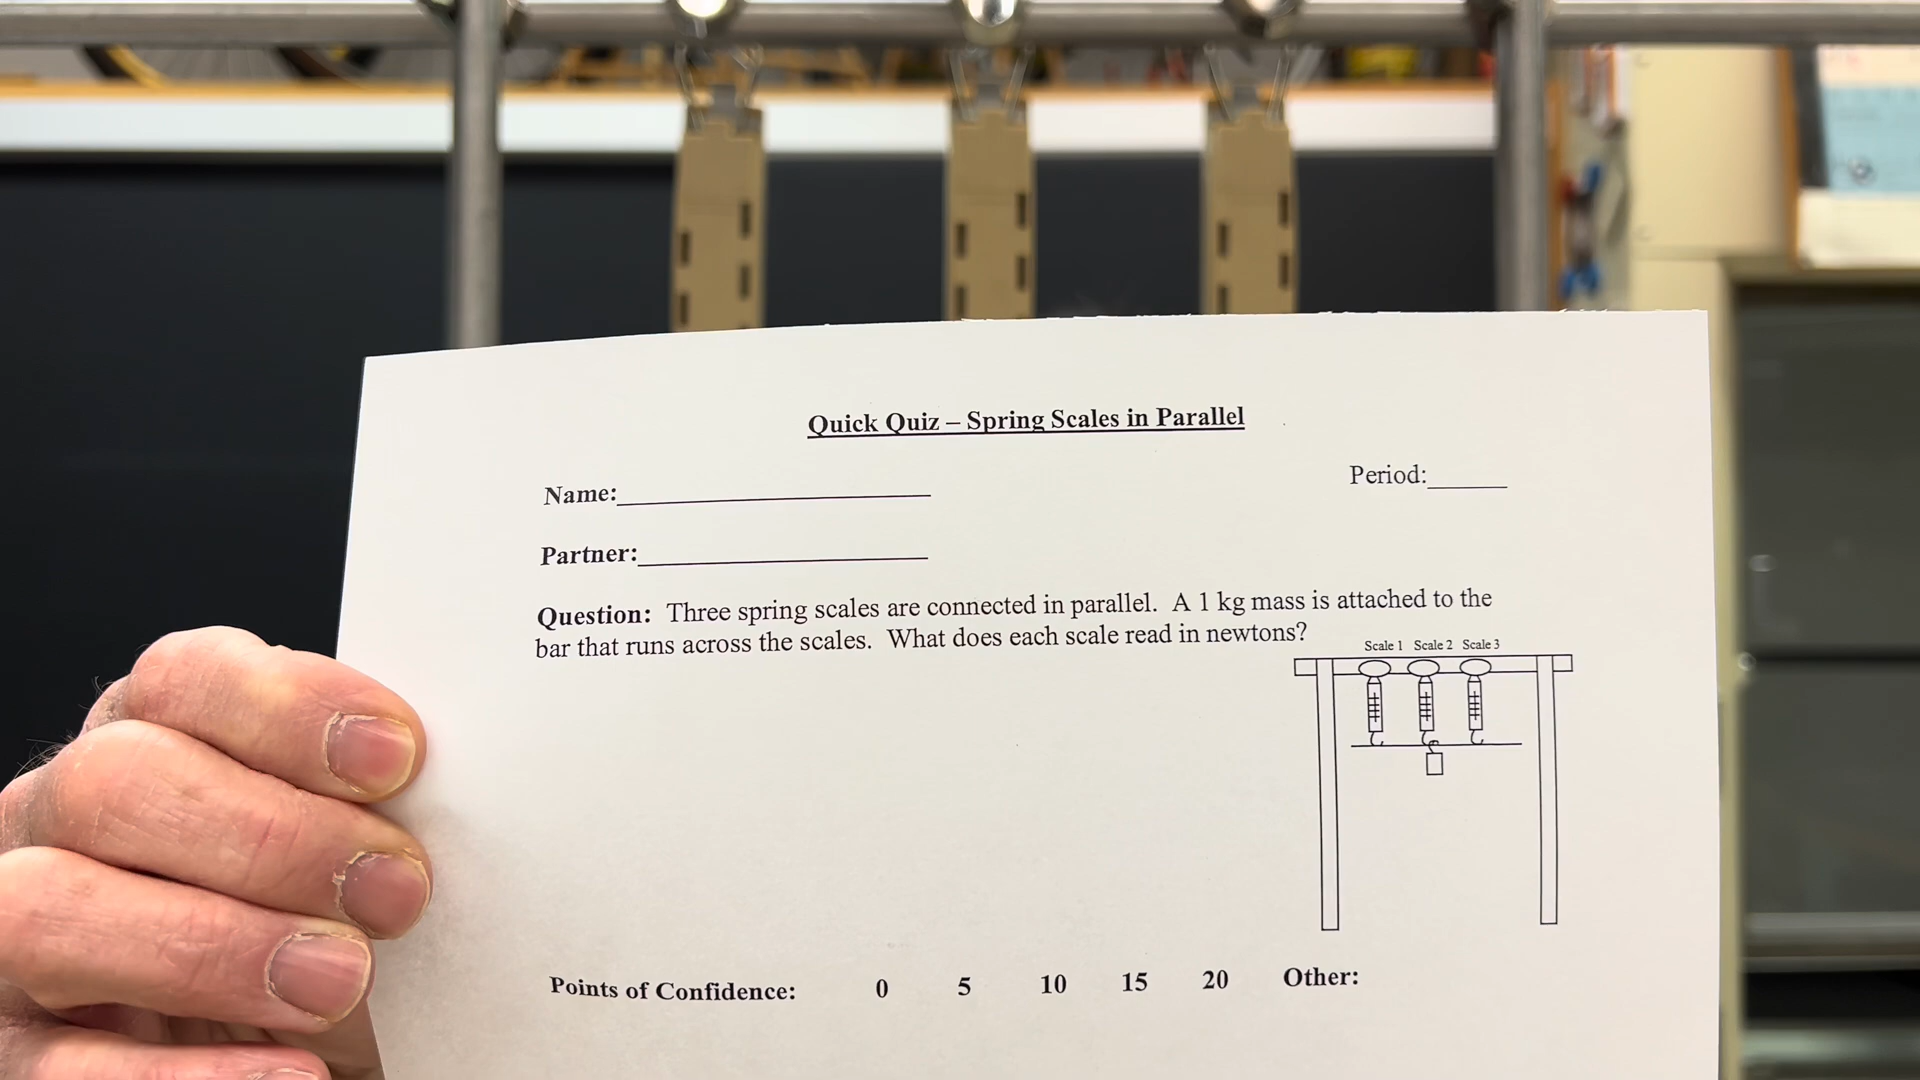 Quick Quiz – Spring Scales in Parallel
Name:
Period:
Partner:
Question: Three spring scales are connected in parallel. A 1 kg mass is attached to the
bar that runs across the scales. What does each scale read in newtons?
Scale 1 Scale 2 Scale 3
Points of Confidence: 0 5 10 15 20 Other: